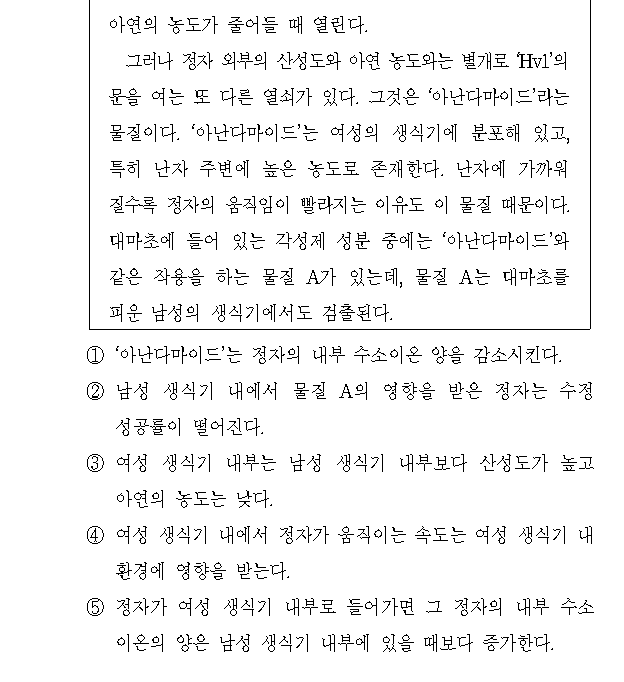 아연의 농도가 줄어들 때 열린다.
그러나 정자 외부의 산성도와 아연 농도와는 별개로 ‘Hv1’의
문을 여는 또 다른 열쇠가 있다. 그것은 ‘아난다마이드’라는
물질이다. ‘아난다마이드’는 여성의 생식기에 분포해 있고,
특히 난자 주변에 높은 농도로 존재한다. 난자에 가까워
질수록 정자의 움직임이 빨라지는 이유도 이 물질 때문이다.
대마초에 들어 있는 각성제 성분 중에는 ‘아난다마이드’와
같은 작용을 하는 물질 A가 있는데, 물질 A는 대마초를
피운 남성의 생식기에서도 검출된다.
① ‘아난다마이드’는 정자의 내부 수소이온 양을 감소시킨다.
② 남성 생식기 내에서 물질 A의 영향을 받은 정자는 수정
성공률이 떨어진다.
③ 여성 생식기 내부는 남성 생식기 내부보다 산성도가 높고
아연의 농도는 낮다.
④ 여성 생식기 내에서 정자가 움직이는 속도는 여성 생식기 내
환경에 영향을 받는다.
⑤ 정자가 여성 생식기 내부로 들어가면 그 정자의 내부 수소
이온의 양은 남성 생식기 내부에 있을 때보다 증가한다.